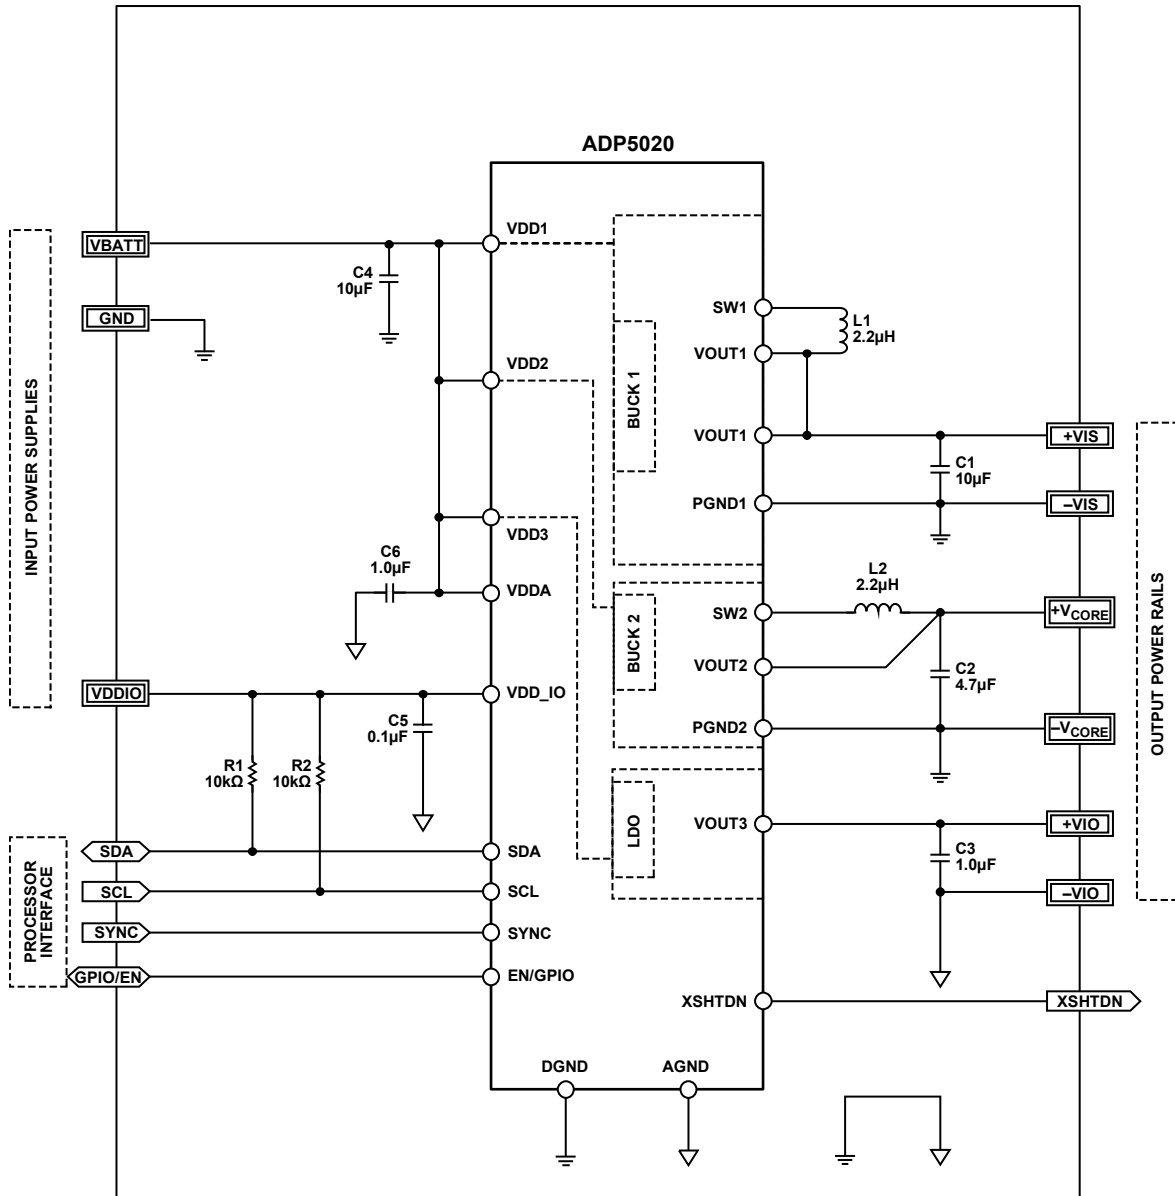 ADP5020
INPUT POWER SUPPLIES
VBATT
GND
VDDIO
C4
10µF
C6
1.0µF
C5
0.1µF
R1
10kΩ
R2
10kΩ
PROCESSOR
INTERFACE
SDA
SCL
SYNC
GPIO/EN
VDD1
VDD2
VDD3
VDDA
VDD_IO
SDA
SCL
SYNC
EN/GPIO
BUCK 1
BUCK 2
LDO
SW1
VOUT1
VOUT1
PGND1
SW2
VOUT2
PGND2
VOUT3
XSHTDN
DGND
AGND
L1
2.2µH
C1
10µF
L2
2.2µH
C2
4.7µF
C3
1.0µF
+VIS
–VIS
+VCORE
–VCORE
+VIO
–VIO
XSHTDN
OUTPUT POWER RAILS